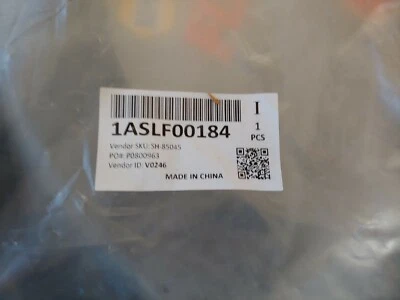 1ASLF00184
I
1
PCS
Vendor SKU: SH-85045
PO#: P0800963
Vendor ID: V0246
MADE IN CHINA